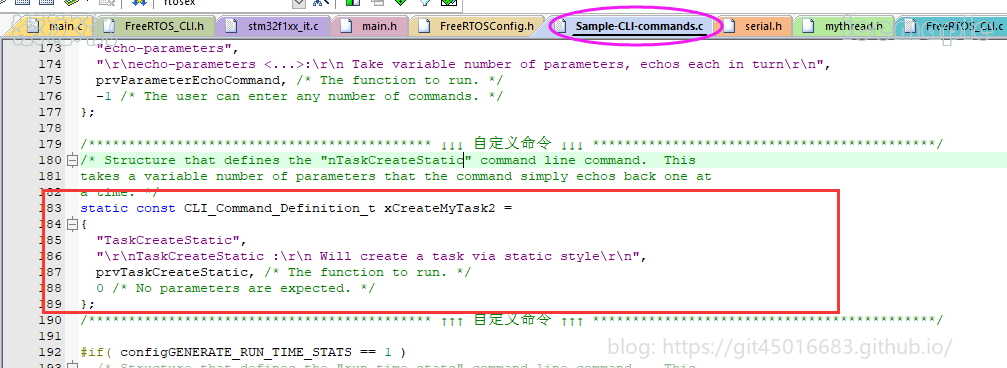 rtosex
main.c FreeRTOS_CLI.h stm32f1xx_it.c main.h FreeRTOSConfig.h Sample-CLI-commands.c serial.h mythread.h FreeRTOS_CLI.c
173 "echo-parameters",
174 "\r\necho-parameters <...>:\r\n Take variable number of parameters, echos each in turn\r\n",
175 prvParameterEchoCommand, /* The function to run. */
176 -1 /* The user can enter any number of commands. */
177 };
178
179 /******************************************** ↓↓↓ 自定义命令 ↓↓↓ ********************************************/
180 /* Structure that defines the "nTaskCreateStatic" command line command. This
181 takes a variable number of parameters that the command simply echos back one at
182 a time. */
183 static const CLI_Command_Definition_t xCreateMyTask2 =
184 {
185 "TaskCreateStatic",
186 "\r\nTaskCreateStatic :\r\n Will create a task via static style\r\n",
187 prvTaskCreateStatic, /* The function to run. */
188 0 /* No parameters are expected. */
189 };
190 /******************************************** ↑↑↑ 自定义命令 ↑↑↑ ********************************************/
191
192 #if( configGENERATE_RUN_TIME_STATS == 1 )
193 /* Structure that defines the "run-time-stats" command line command. This
blog: https://git45016683.github.io/